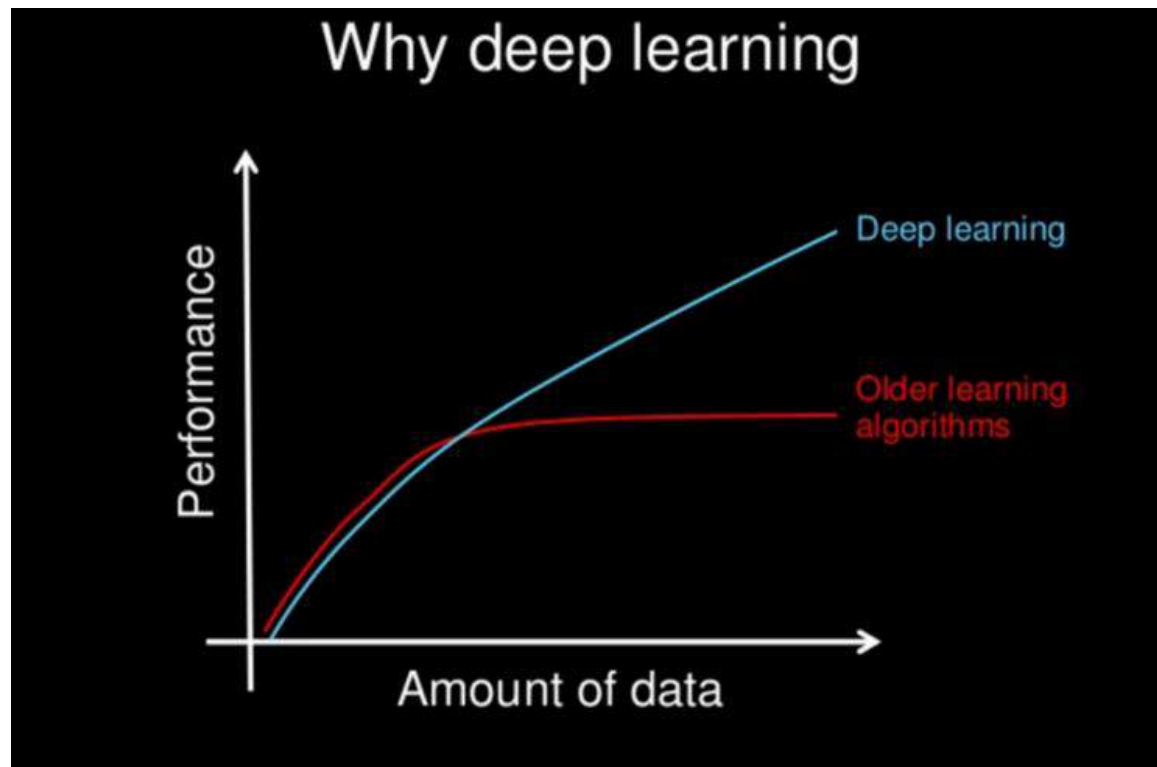 Why deep learning
Performance
Deep learning
Older learning
algorithms
Amount of data